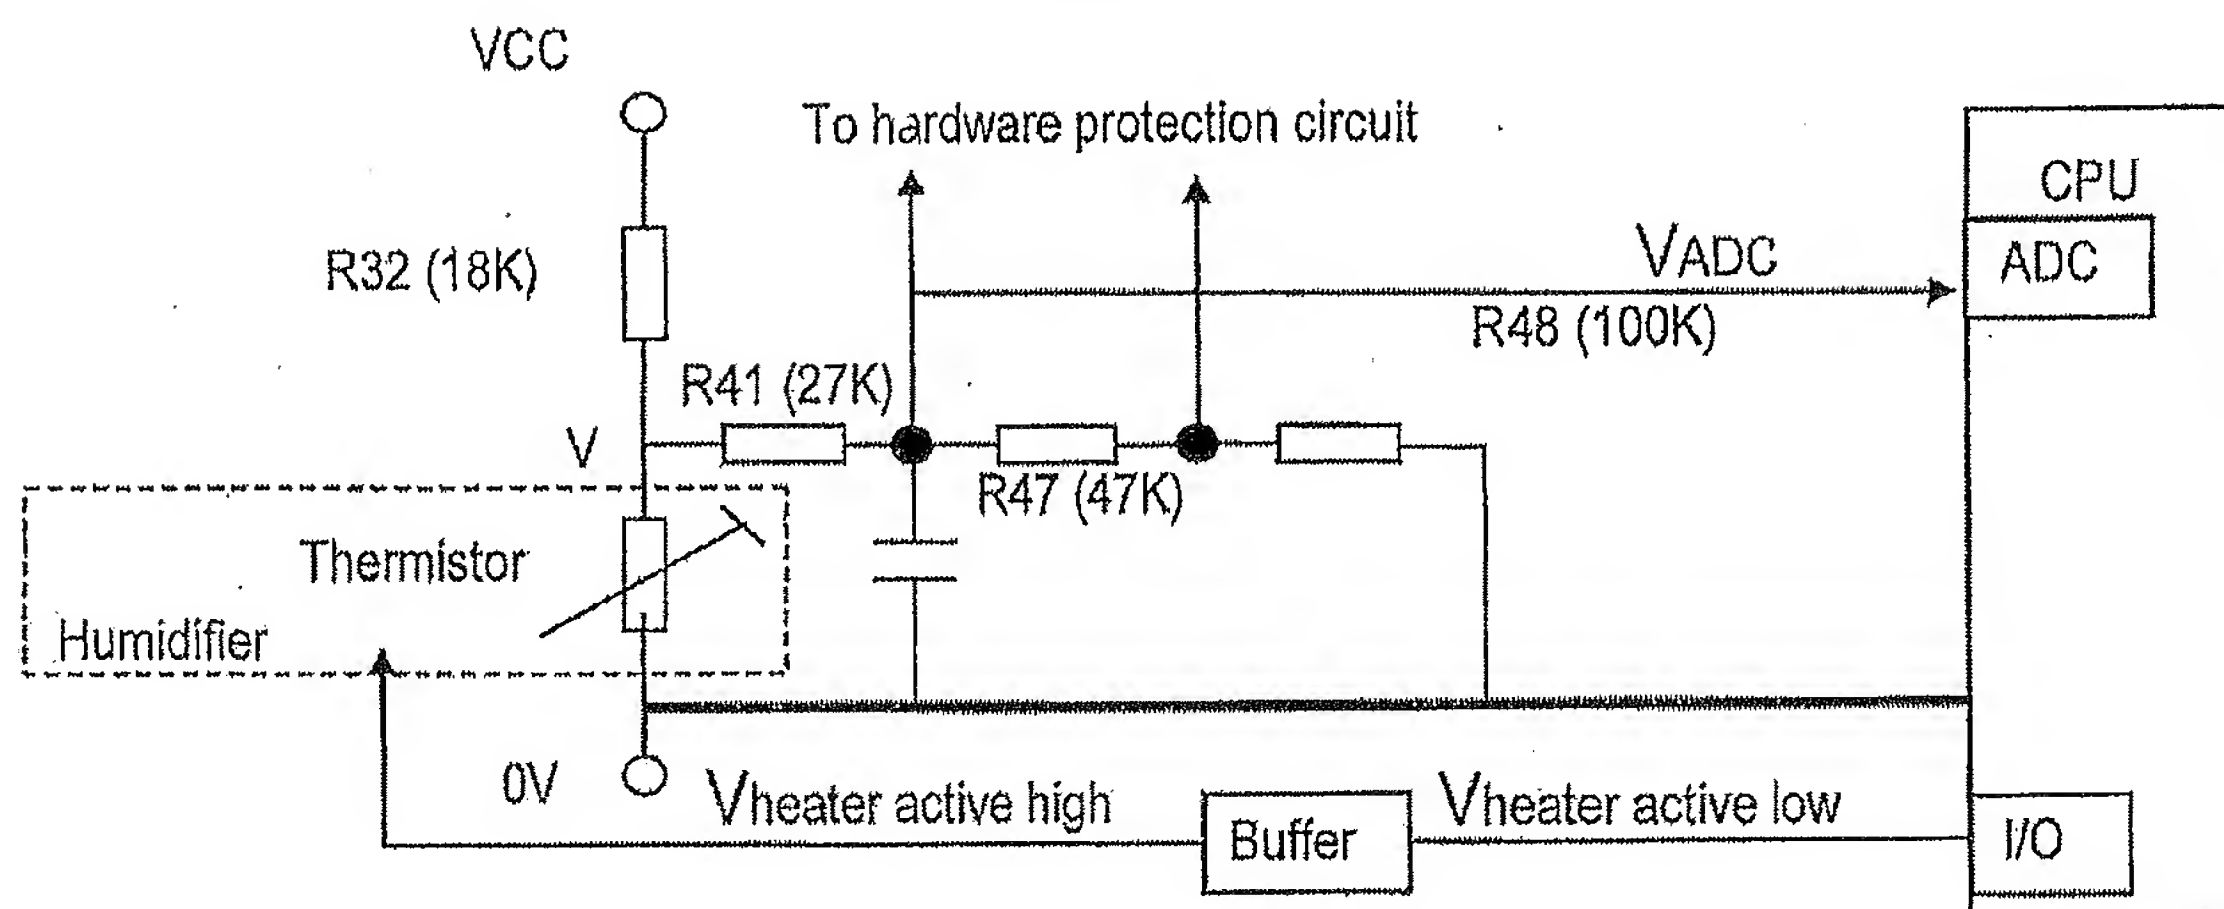 VCC
To hardware protection circuit
CPU
VADC
ADC
R32 (18K)
R48 (100K)
R41 (27K)
V
R47 (47K)
Thermistor
Humidifier
0V
Vheater active high
Vheater active low
Buffer
I/O